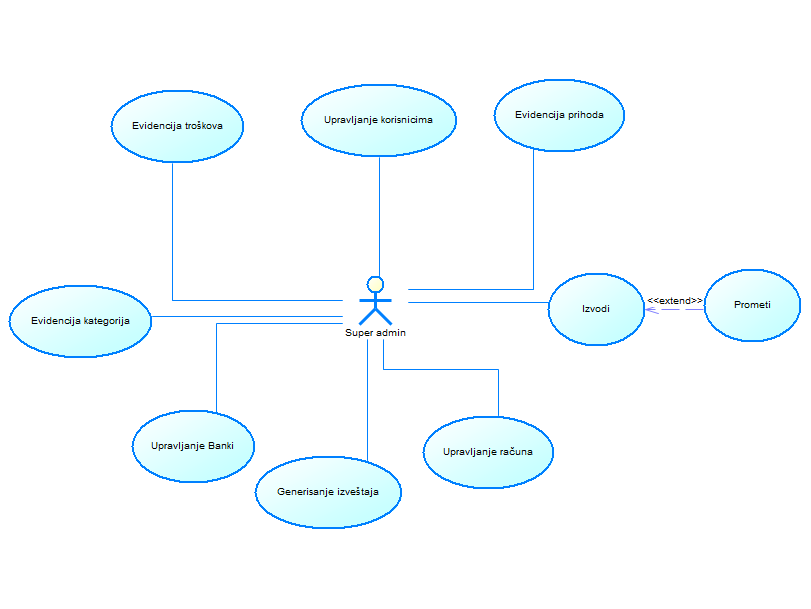 Evidencija troškova
Upravljanje korisnicima
Evidencija prihoda
Evidencija kategorija
Super admin
Izvodi
<<extend>>
Prometi
Upravljanje Banki
Generisanje izveštaja
Upravljanje računa